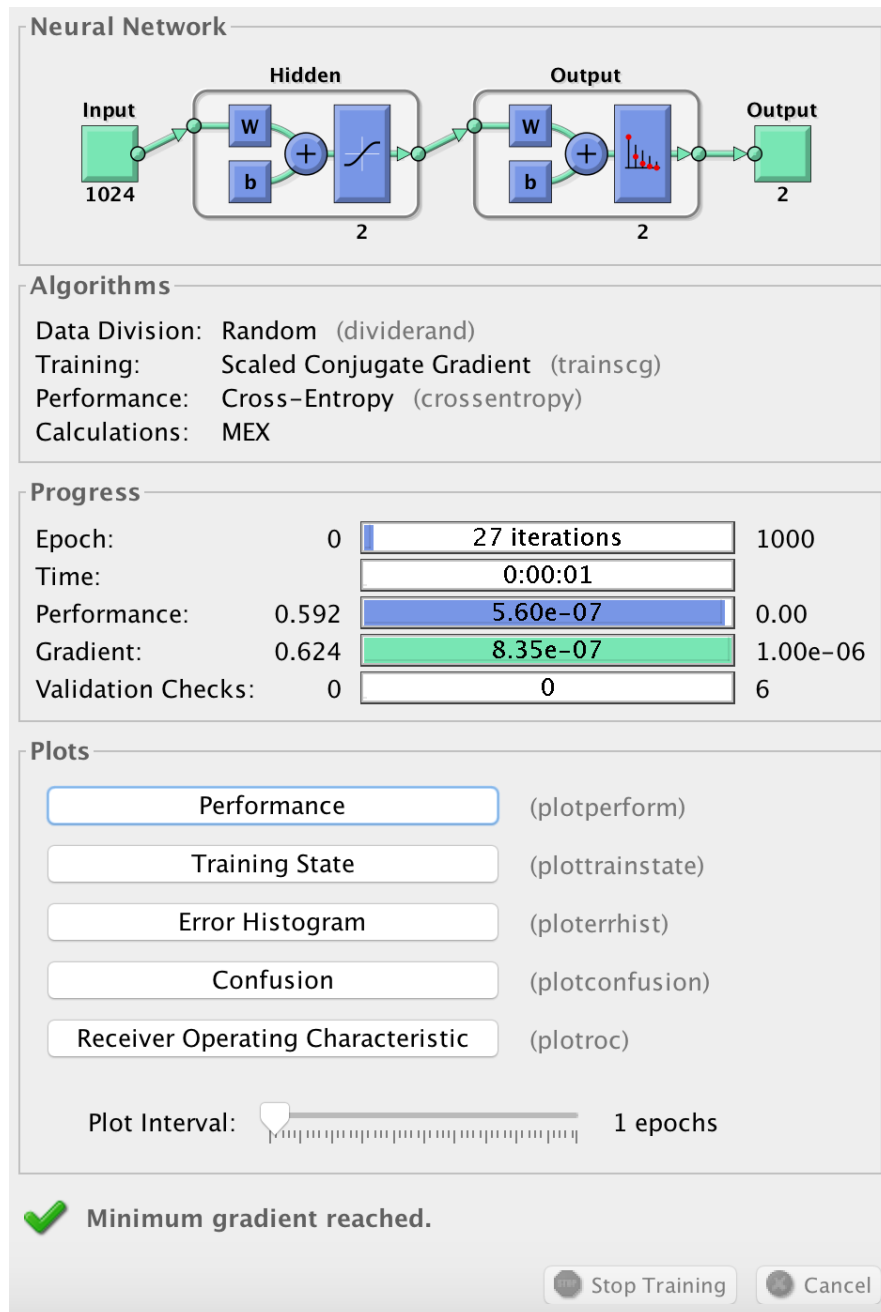 Neural Network
Hidden
Output
Input
Output
W
W
+
+
b
b
1024
2
2
2
Algorithms
Data Division: Random (dividerand)
Training: Scaled Conjugate Gradient (trainscg)
Performance: Cross-Entropy (crossentropy)
Calculations: MEX
Progress
Epoch: 0 27 iterations 1000
Time: 0:00:01
Performance: 0.592 5.60e-07 0.00
Gradient: 0.624 8.35e-07 1.00e-06
Validation Checks: 0 0 6
Plots
Performance (plotperform)
Training State (plottrainstate)
Error Histogram (ploterrhist)
Confusion (plotconfusion)
Receiver Operating Characteristic (plotroc)
Plot Interval: 1 epochs
Minimum gradient reached.
STOP Stop Training Cancel